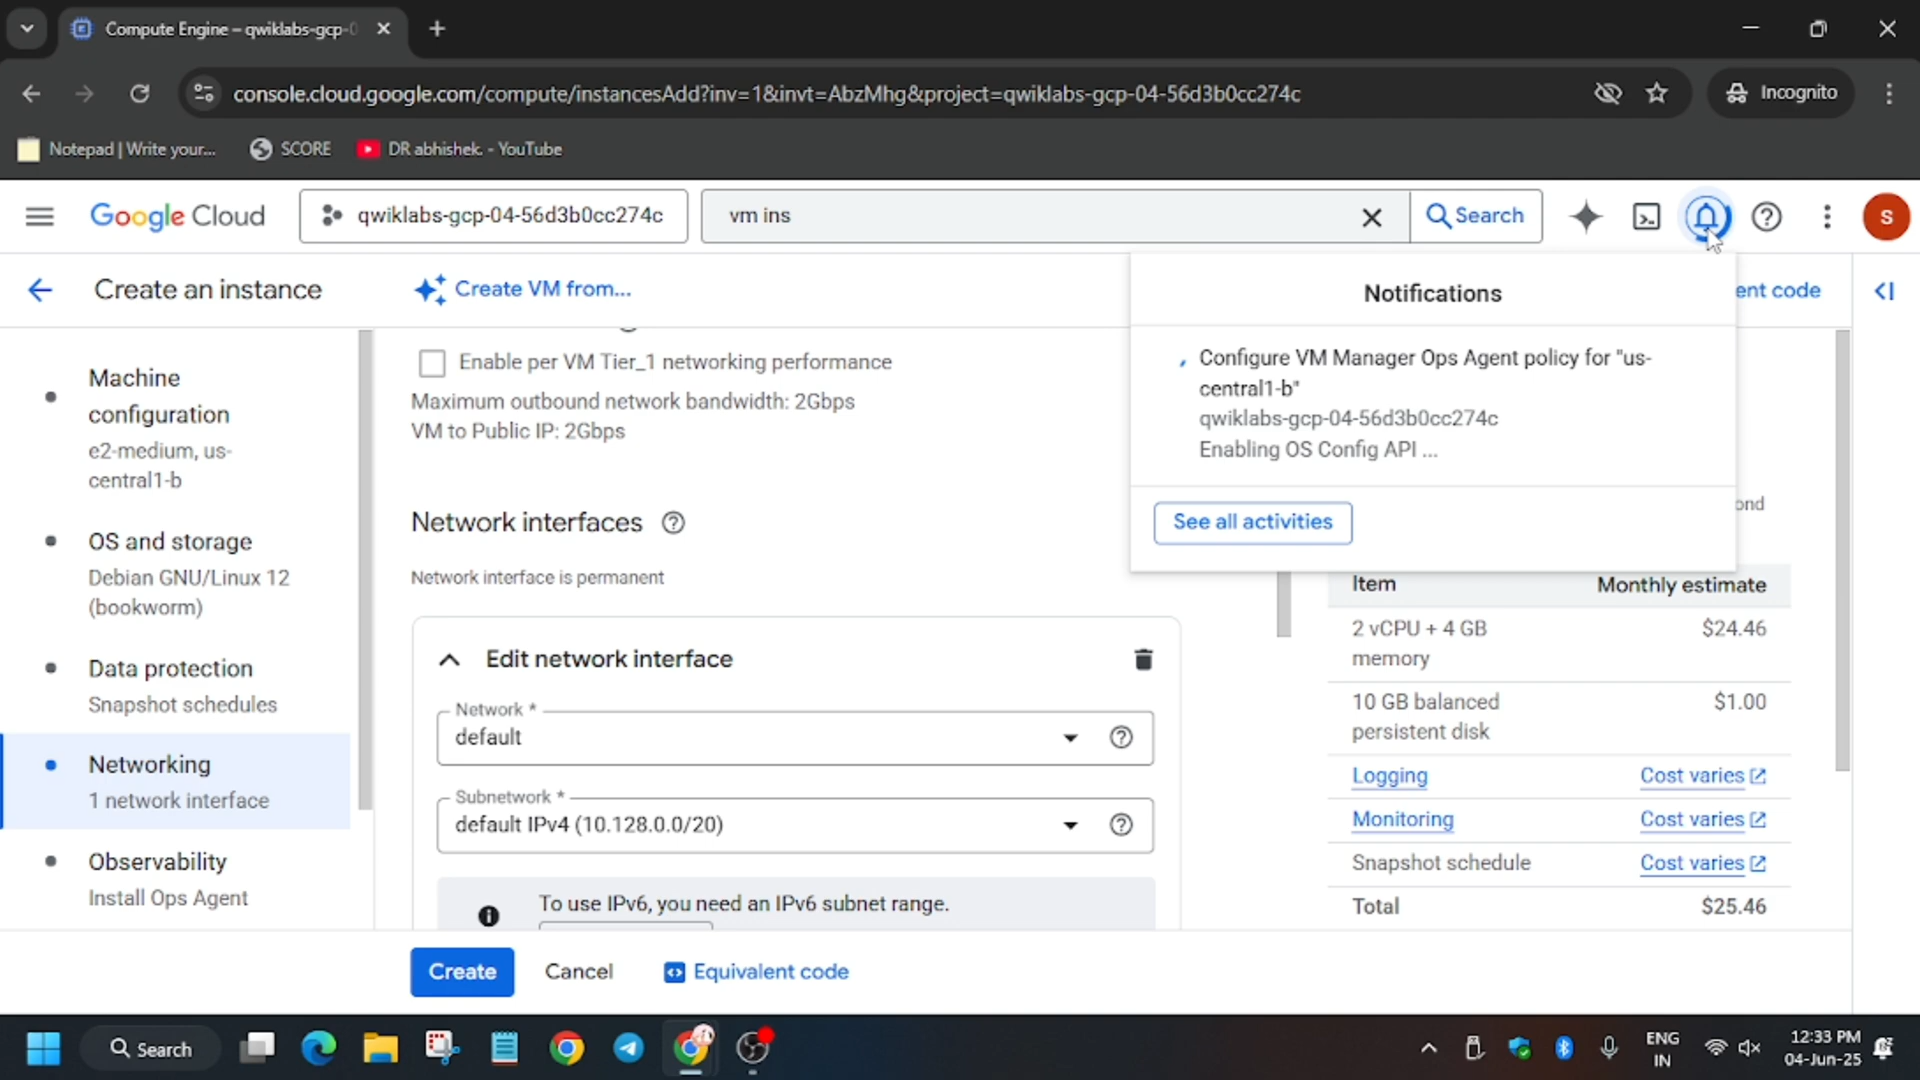 Compute Engine – qwiklabs-gcp-0
console.cloud.google.com/compute/instancesAdd?inv=1&invt=AbzMhg&project=qwiklabs-gcp-04-56d3b0cc274c
Incognito
Notepad | Write your...
SCORE
DR abhishek. - YouTube
Google Cloud
qwiklabs-gcp-04-56d3b0cc274c
vm ins
Search
S
Create an instance
Create VM from...
ent code
Notifications
Configure VM Manager Ops Agent policy for "us-
central1-b"
qwiklabs-gcp-04-56d3b0cc274c
Enabling OS Config API ...
See all activities
Machine
configuration
e2-medium, us-
central1-b
OS and storage
Debian GNU/Linux 12
(bookworm)
Data protection
Snapshot schedules
Networking
1 network interface
Observability
Install Ops Agent
Enable per VM Tier_1 networking performance
Maximum outbound network bandwidth: 2Gbps
VM to Public IP: 2Gbps
Network interfaces
Network interface is permanent
Edit network interface
Network *
default
Subnetwork *
default IPv4 (10.128.0.0/20)
To use IPv6, you need an IPv6 subnet range.
ond
Item Monthly estimate
2 vCPU + 4 GB $24.46
memory
10 GB balanced $1.00
persistent disk
Logging Cost varies
Monitoring Cost varies
Snapshot schedule Cost varies
Total $25.46
Create
Cancel
Equivalent code
Search
ENG
IN
12:33 PM
04-Jun-25